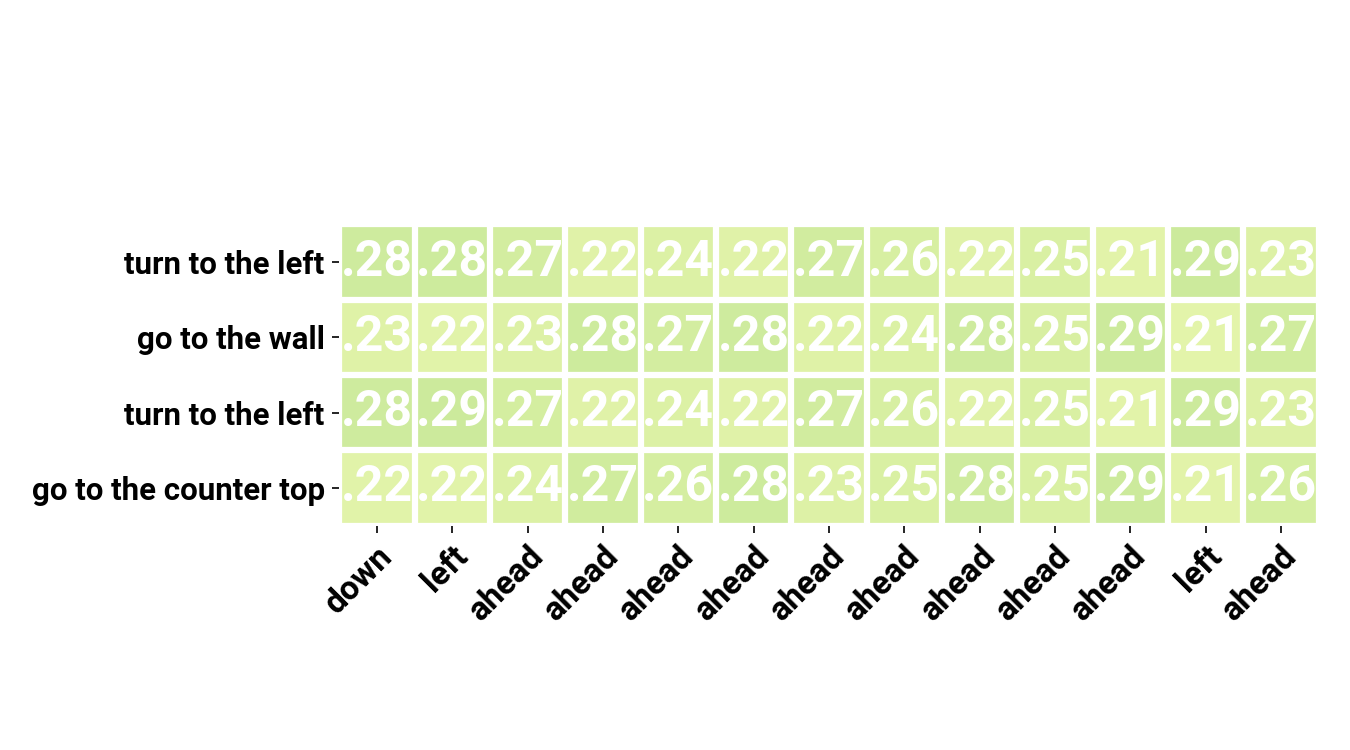 turn to the left .28 .28 .27 .22 .24 .22 .27 .26 .22 .25 .21 .29 .23
go to the wall .23 .22 .23 .28 .27 .28 .22 .24 .28 .25 .29 .21 .27
turn to the left .28 .29 .27 .22 .24 .22 .27 .26 .22 .25 .21 .29 .23
go to the counter top .22 .22 .24 .27 .26 .28 .23 .25 .28 .25 .29 .21 .26
down left ahead ahead ahead ahead ahead ahead ahead ahead ahead left ahead